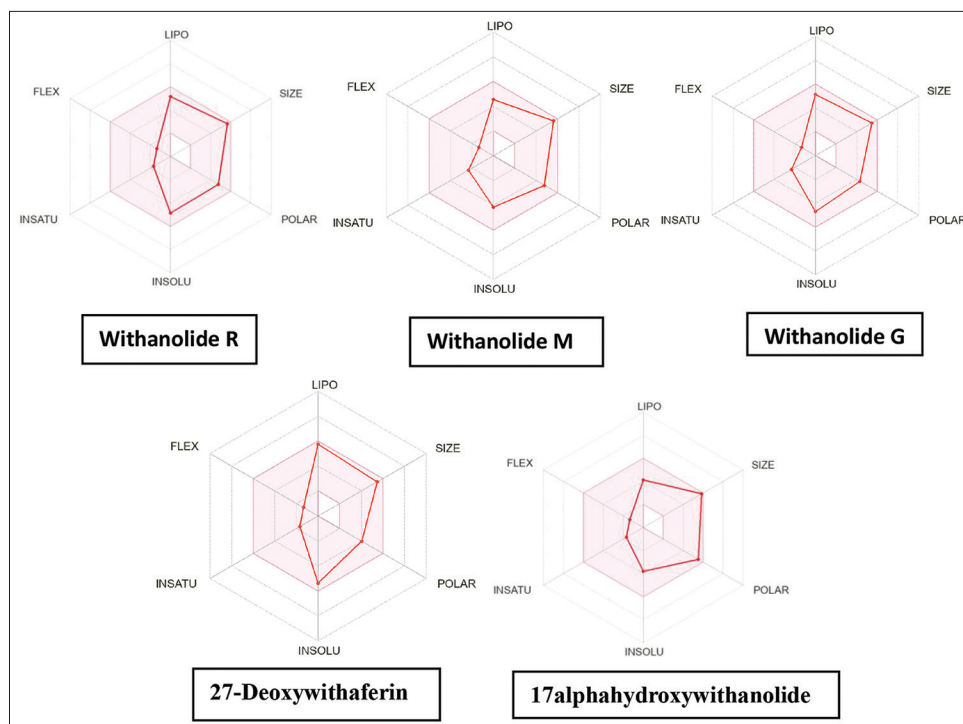 LIPO
FLEX
SIZE
INSATU
POLAR
INSOLU
Withanolide R
LIPO
FLEX
SIZE
INSATU
POLAR
INSOLU
Withanolide M
LIPO
FLEX
SIZE
INSATU
POLAR
INSOLU
Withanolide G
LIPO
FLEX
SIZE
INSATU
POLAR
INSOLU
27-Deoxywithaferin
LIPO
FLEX
SIZE
INSATU
POLAR
INSOLU
17alphahydroxywithanolide